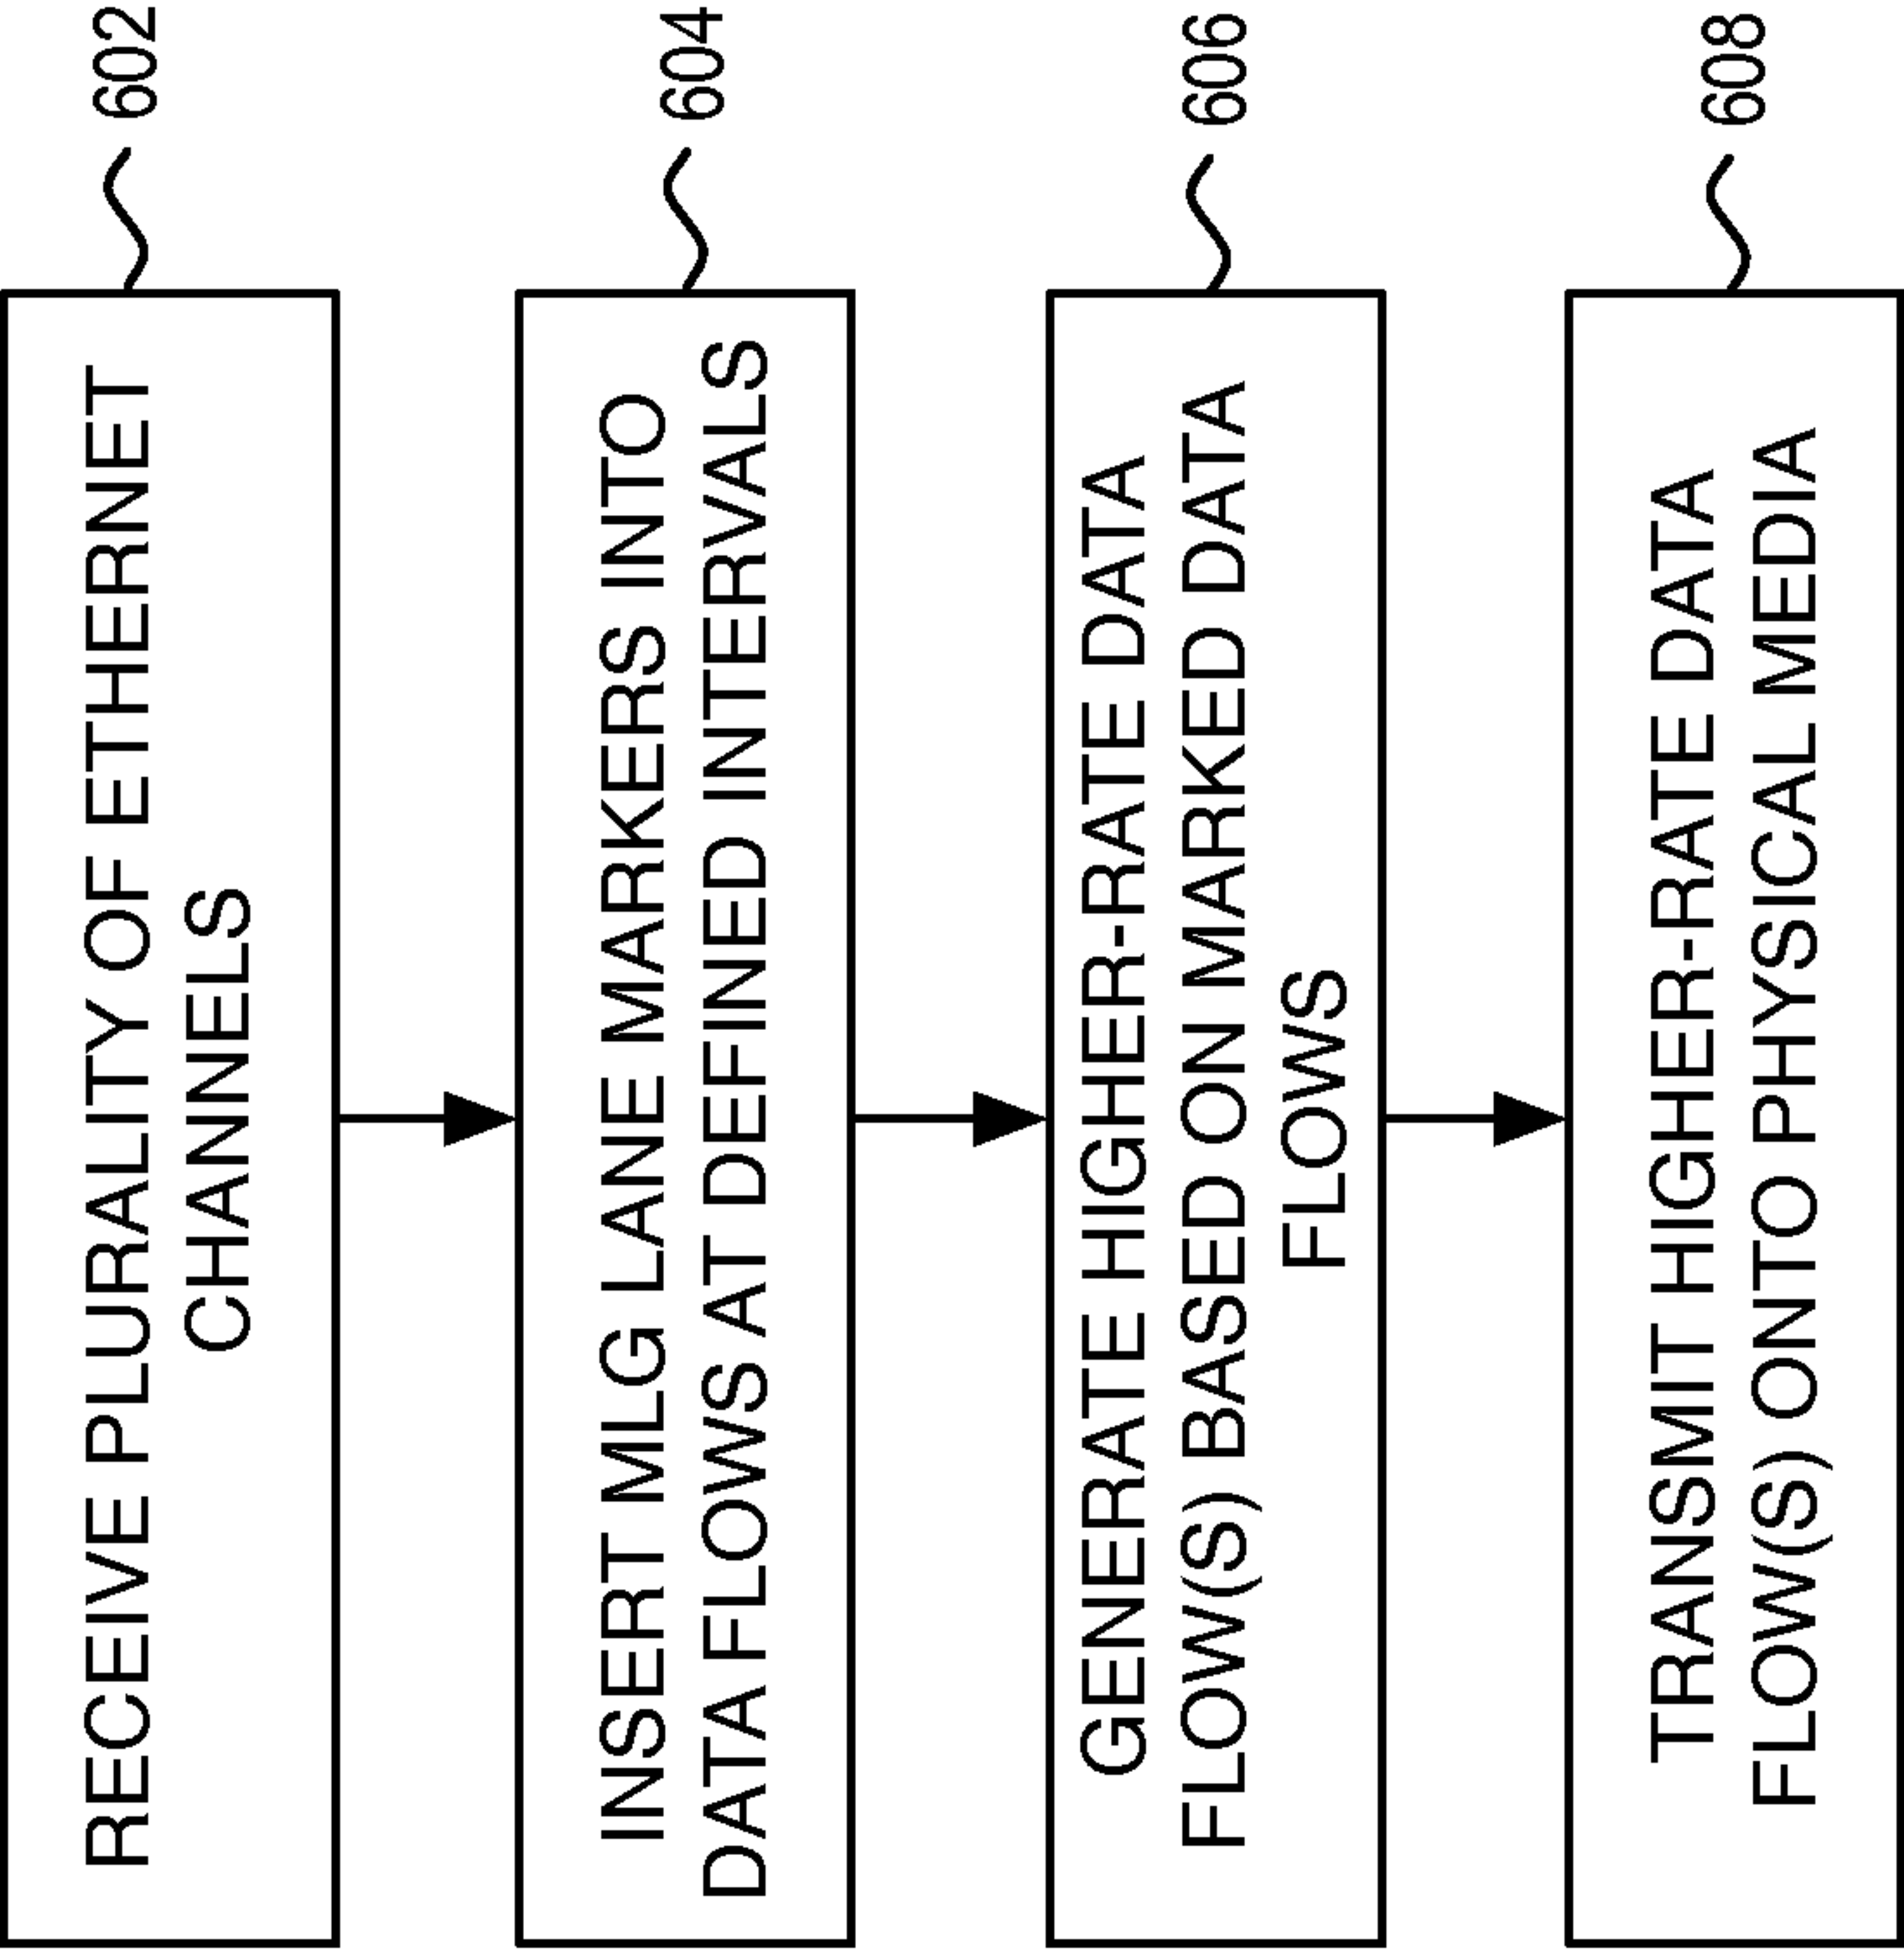 RECEIVE PLURALITY OF ETHERNET
CHANNELS
602
INSERT MLG LANE MARKERS INTO
DATA FLOWS AT DEFINED INTERVALS
604
GENERATE HIGHER-RATE DATA
FLOW(S) BASED ON MARKED DATA
FLOWS
606
TRANSMIT HIGHER-RATE DATA
FLOW(S) ONTO PHYSICAL MEDIA
608